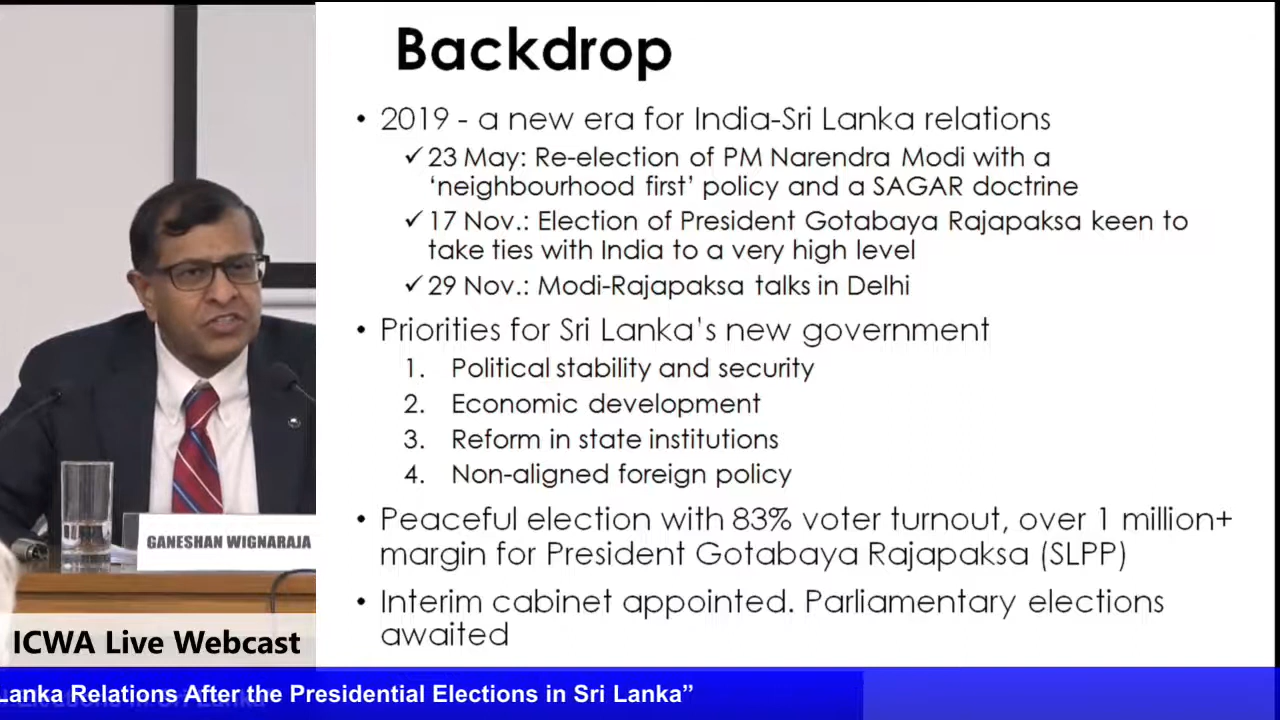 Backdrop
• 2019 - a new era for India-Sri Lanka relations
✓ 23 May: Re-election of PM Narendra Modi with a
‘neighbourhood first’ policy and a SAGAR doctrine
✓ 17 Nov.: Election of President Gotabaya Rajapaksa keen to
take ties with India to a very high level
✓ 29 Nov.: Modi-Rajapaksa talks in Delhi
• Priorities for Sri Lanka’s new government
1. Political stability and security
2. Economic development
3. Reform in state institutions
4. Non-aligned foreign policy
• Peaceful election with 83% voter turnout, over 1 million+
margin for President Gotabaya Rajapaksa (SLPP)
• Interim cabinet appointed. Parliamentary elections
awaited
GANESHAN WIGNARAJA
ICWA Live Webcast
Lanka Relations After the Presidential Elections in Sri Lanka”